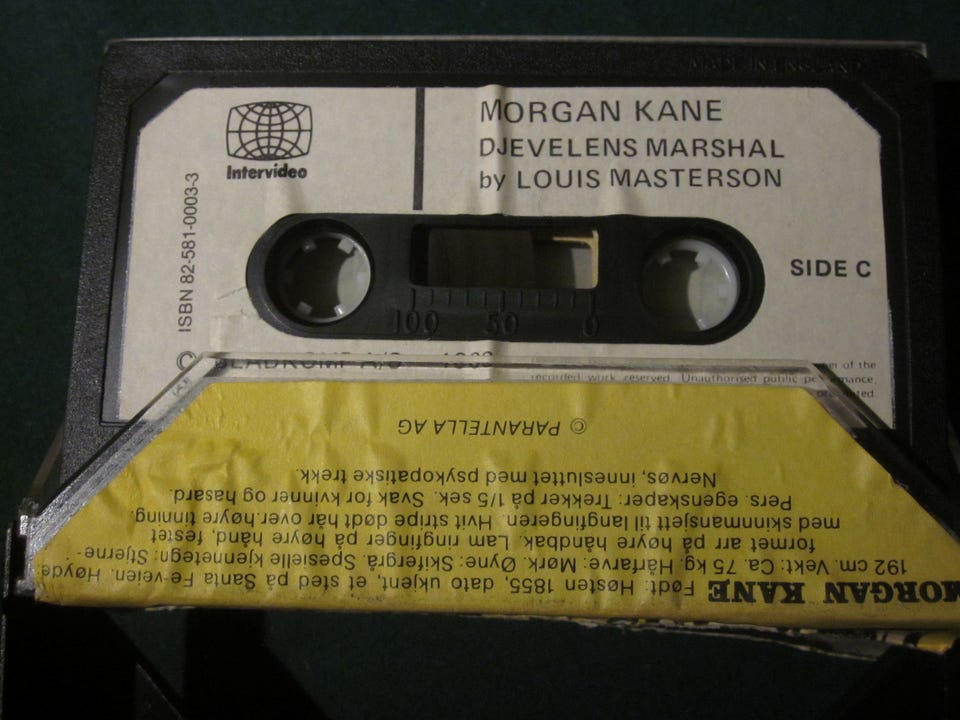 MADE IN ENGLAND
Intervideo
MORGAN KANE
DJEVELENS MARSHAL
by LOUIS MASTERSON
ISBN 82-581-0003-3
SIDE C
100 50 0
© BLADKOMP A/S
of the
recorded work reserved. Unauthorised public performance,
MORGAN KANE Født: Høsten 1855, dato ukjent, et sted på Santa Fe-veien. Høyde
192 cm. Vekt: Ca. 75 kg. Hårfarve: Mørk. Øyne: Skifergrå. Spesielle kjennetegn: Stjerne-
formet arr på høyre håndbak. Lam ringfinger på høyre hånd, festet
med skinnmansjett til langfingeren. Hvit stripe dødt hår over høyre tinning.
Pers. egenskaper: Trekker på 1/5 sek. Svak for kvinner og hasard.
Nervøs, innesluttet med psykopatiske trekk.
© PARANTELLA AG